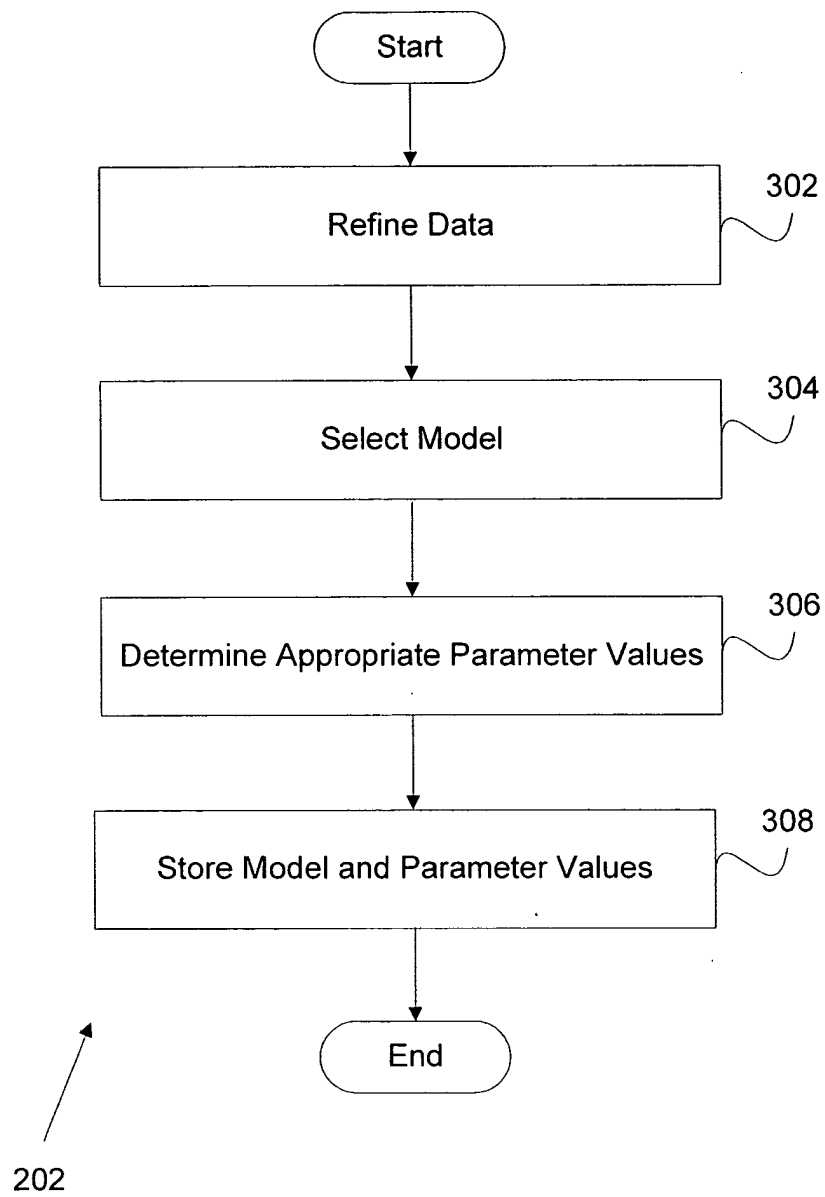 Start
302
Refine Data
304
Select Model
306
Determine Appropriate Parameter Values
308
Store Model and Parameter Values
End
202